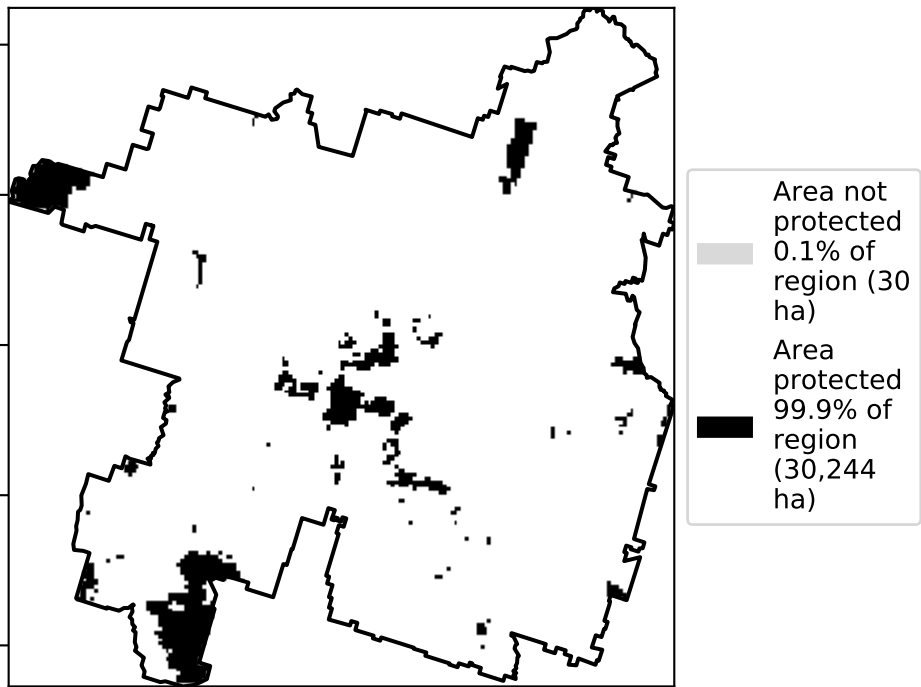 Area not
protected
0.1% of
region (30
ha)
Area
protected
99.9% of
region
(30,244
ha)